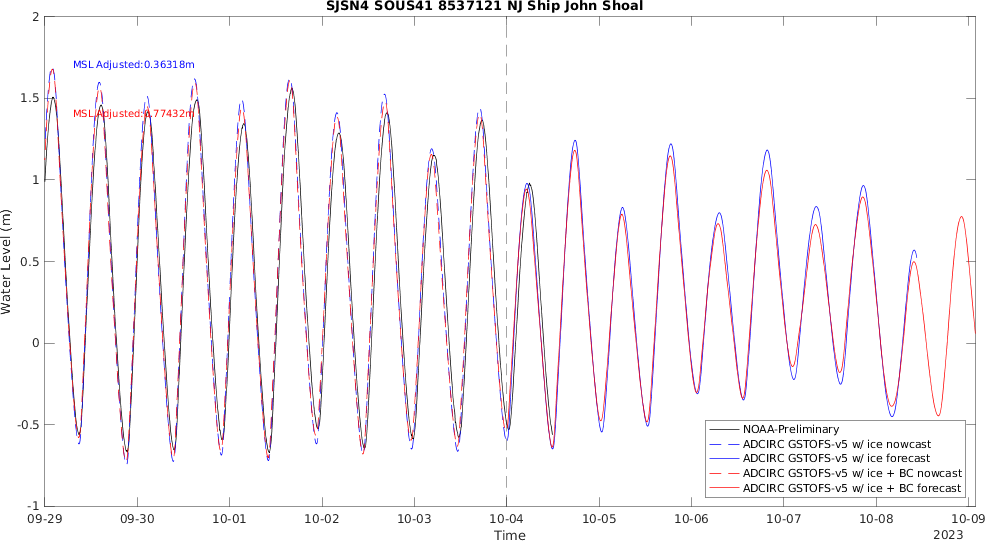 SJSN4 SOUS41 8537121 NJ Ship John Shoal
2
1.5
1
0.5
0
-0.5
-1
Water Level (m)
MSL Adjusted:0.36318m
MSL Adjusted:0.77432m
NOAA-Preliminary
ADCIRC GSTOFS-v5 w/ ice nowcast
ADCIRC GSTOFS-v5 w/ ice forecast
ADCIRC GSTOFS-v5 w/ ice + BC nowcast
ADCIRC GSTOFS-v5 w/ ice + BC forecast
09-29 09-30 10-01 10-02 10-03 10-04 10-05 10-06 10-07 10-08 10-09
Time
2023